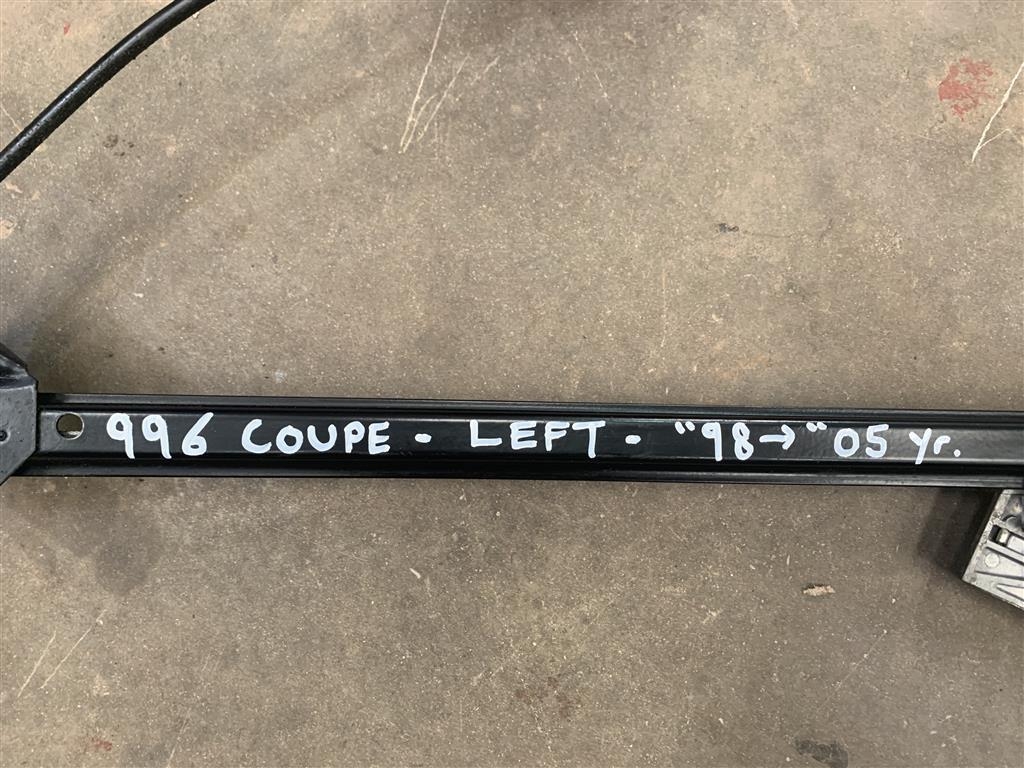 996 COUPE - LEFT - "98→"05 yr.